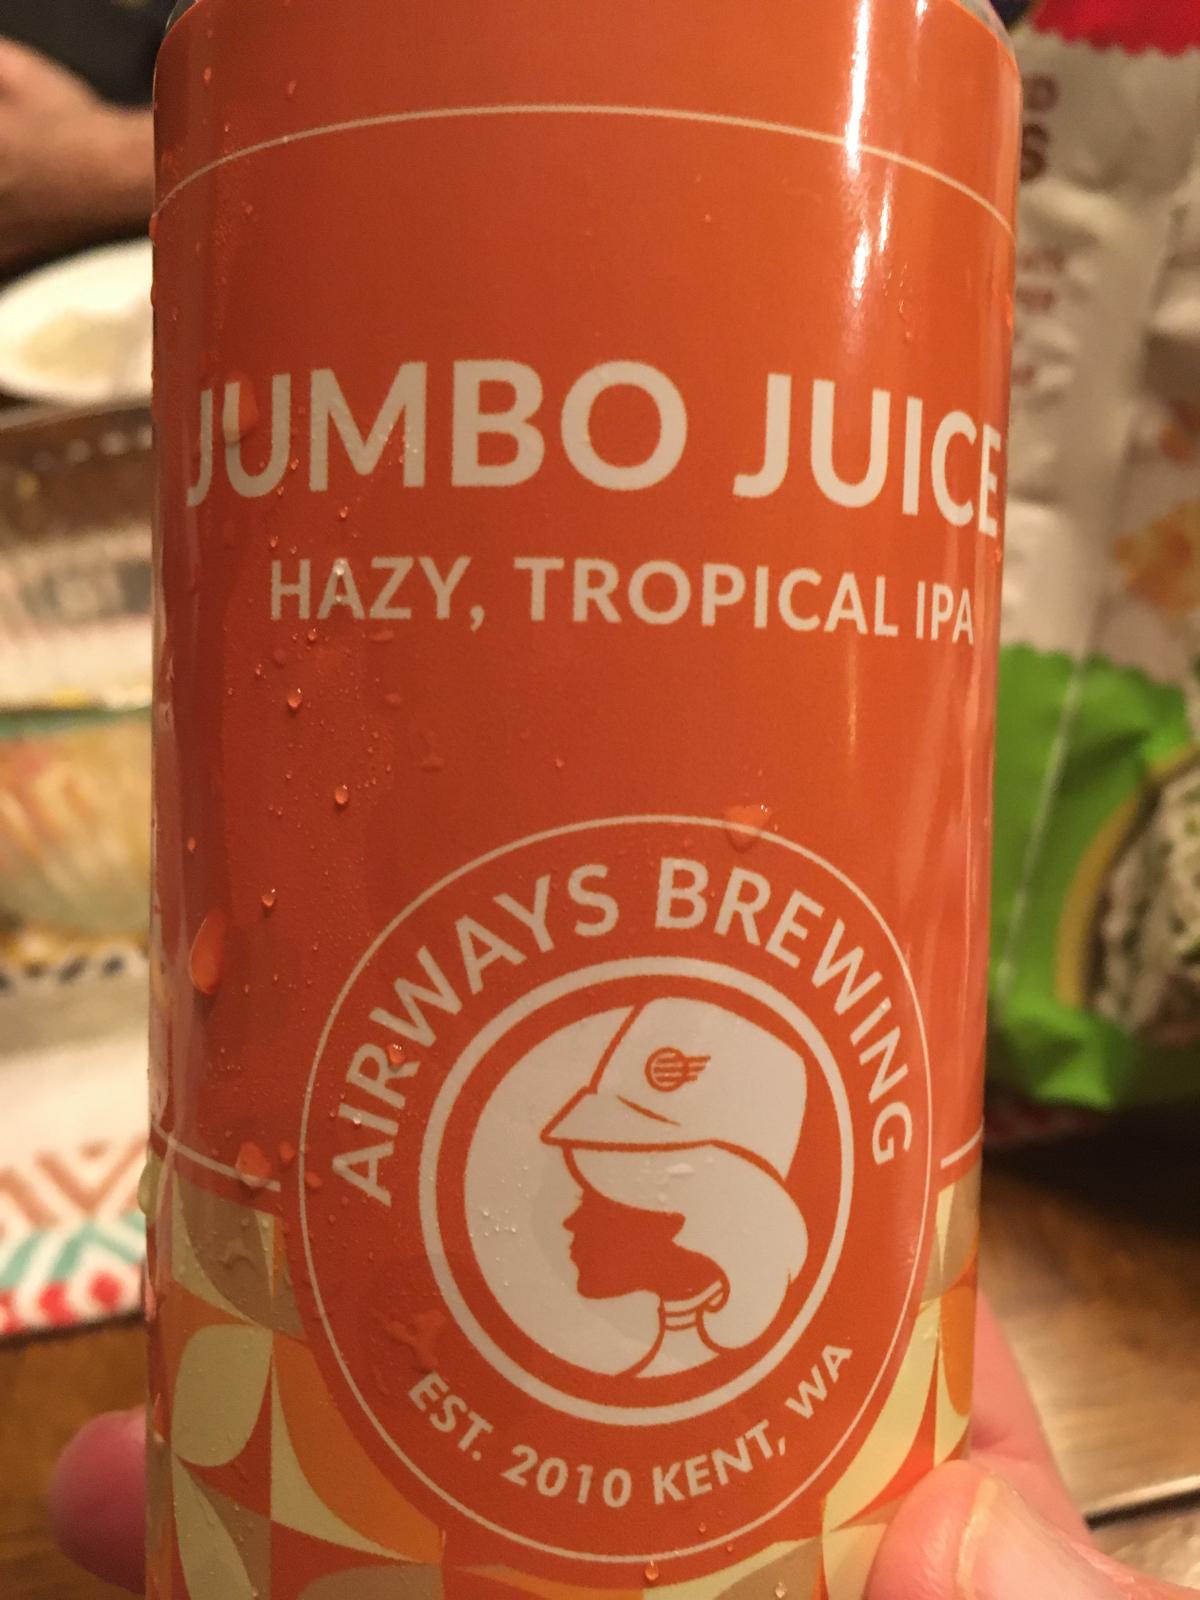 JUMBO JUICE
HAZY, TROPICAL IPA
AIRWAYS BREWING
EST. 2010 KENT, WA